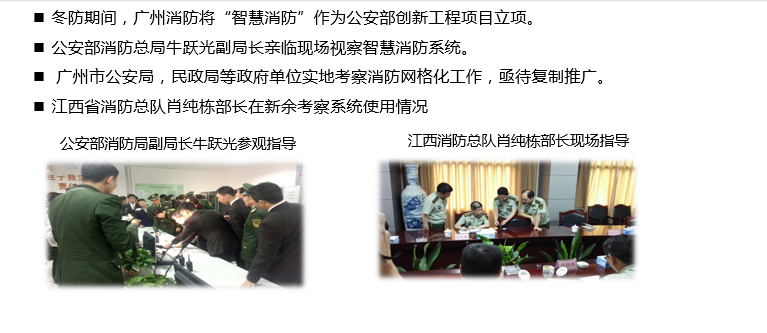 ■ 冬防期间，广州消防将“智慧消防”作为公安部创新工程项目立项。
■ 公安部消防总局牛跃光副局长亲临现场视察智慧消防系统。
■ 广州市公安局，民政局等政府单位实地考察消防网格化工作，亟待复制推广。
■ 江西省消防总队肖纯栋部长在新余考察系统使用情况
公安部消防局副局长牛跃光参观指导
江西消防总队肖纯栋部长现场指导